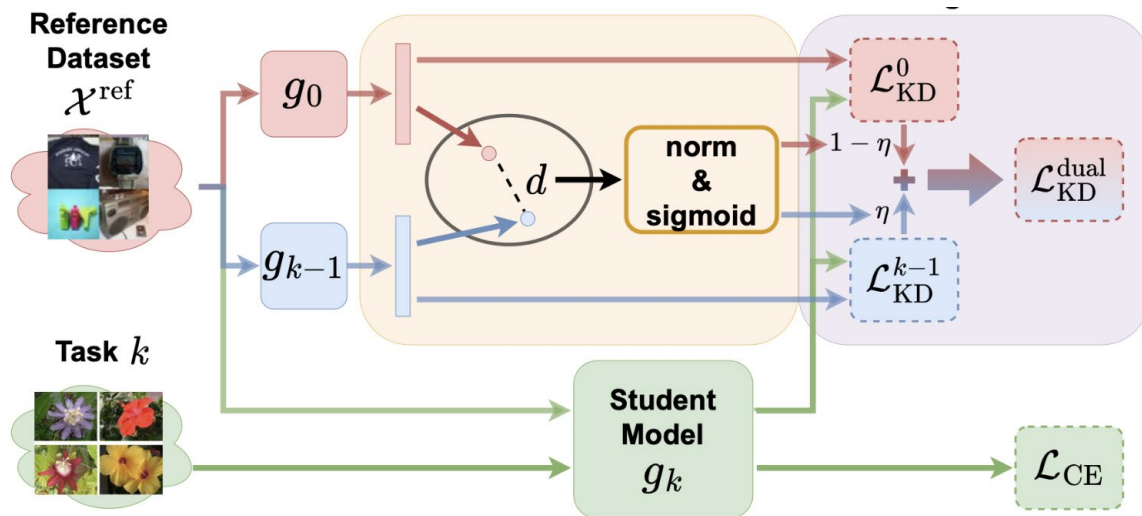 Reference
Dataset
𝒳^ref
g_0
g_{k−1}
d
norm
&
sigmoid
ℒ^0_KD
1 − η
+
η
ℒ^{k−1}_KD
ℒ^dual_KD
Task k
Student
Model
g_k
ℒ_CE